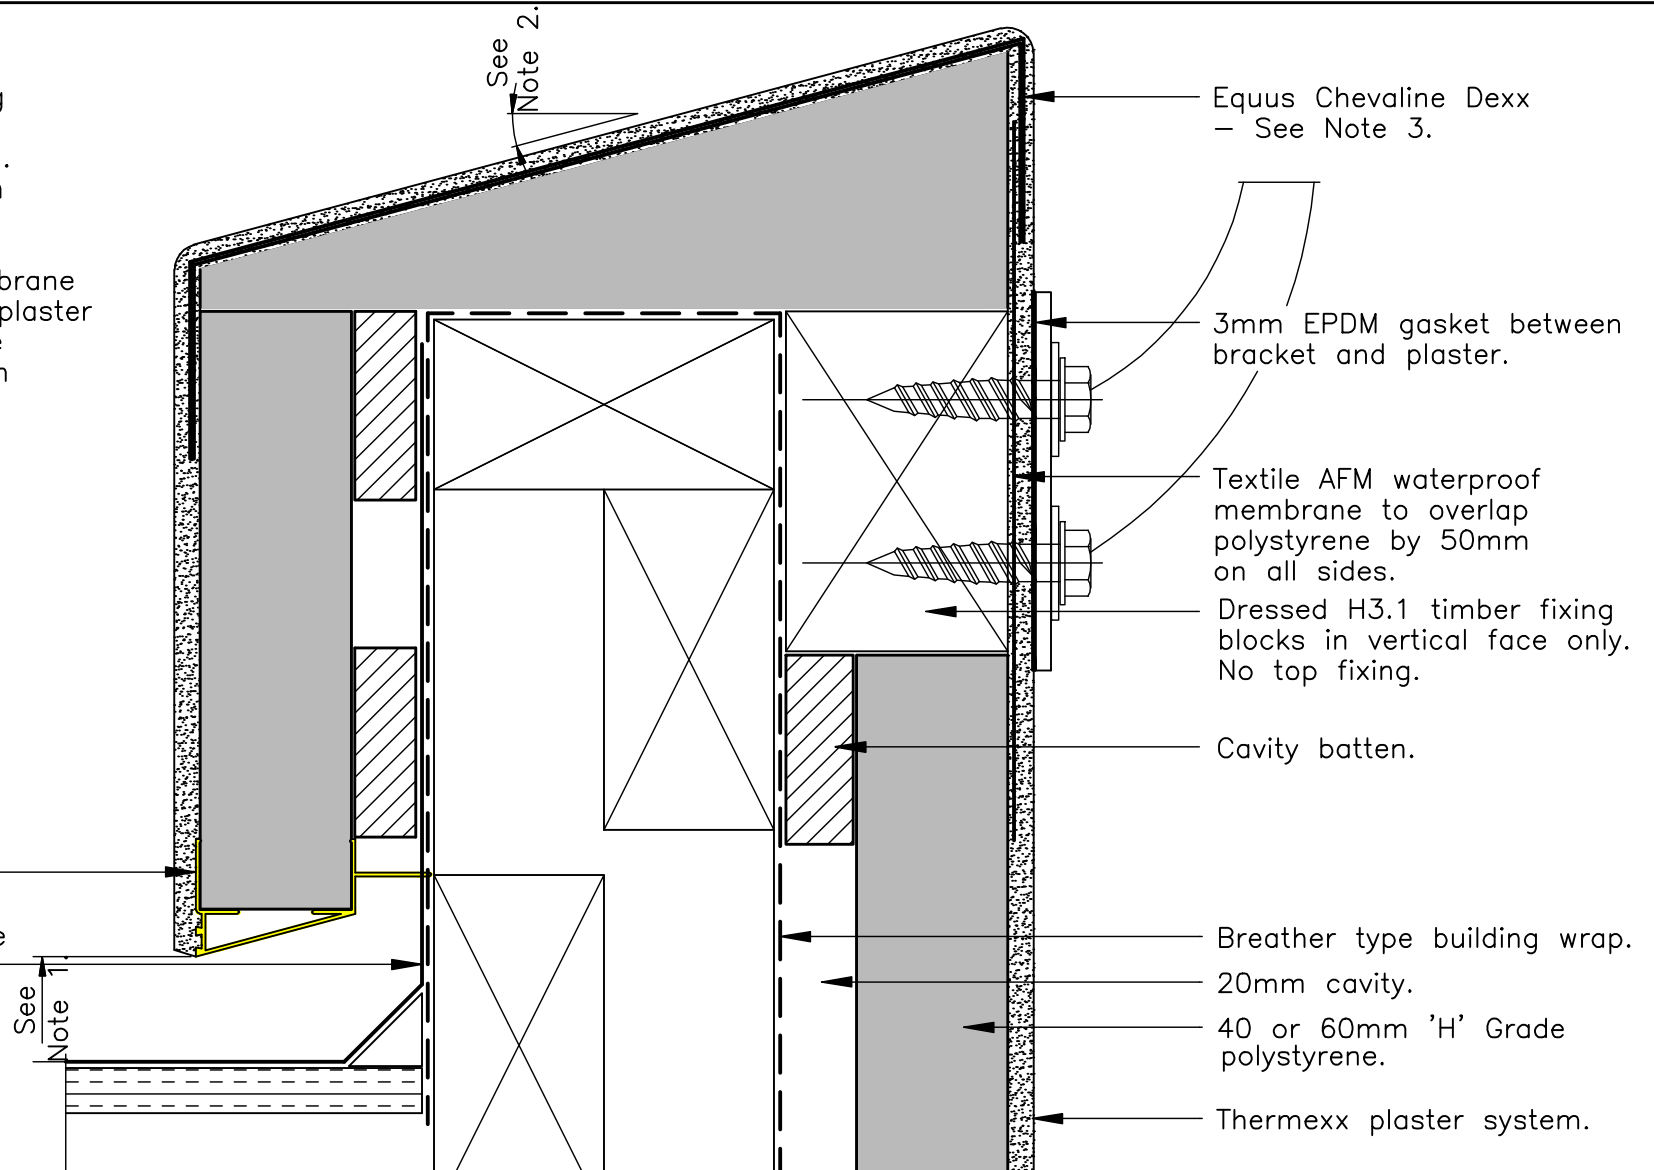 See
Note 2.
g
.
n
brane
plaster
e
n
Equus Chevaline Dexx
– See Note 3.
3mm EPDM gasket between
bracket and plaster.
Textile AFM waterproof
membrane to overlap
polystyrene by 50mm
on all sides.
Dressed H3.1 timber fixing
blocks in vertical face only.
No top fixing.
Cavity batten.
e
See
Note 1.
Breather type building wrap.
20mm cavity.
40 or 60mm 'H' Grade
polystyrene.
Thermexx plaster system.